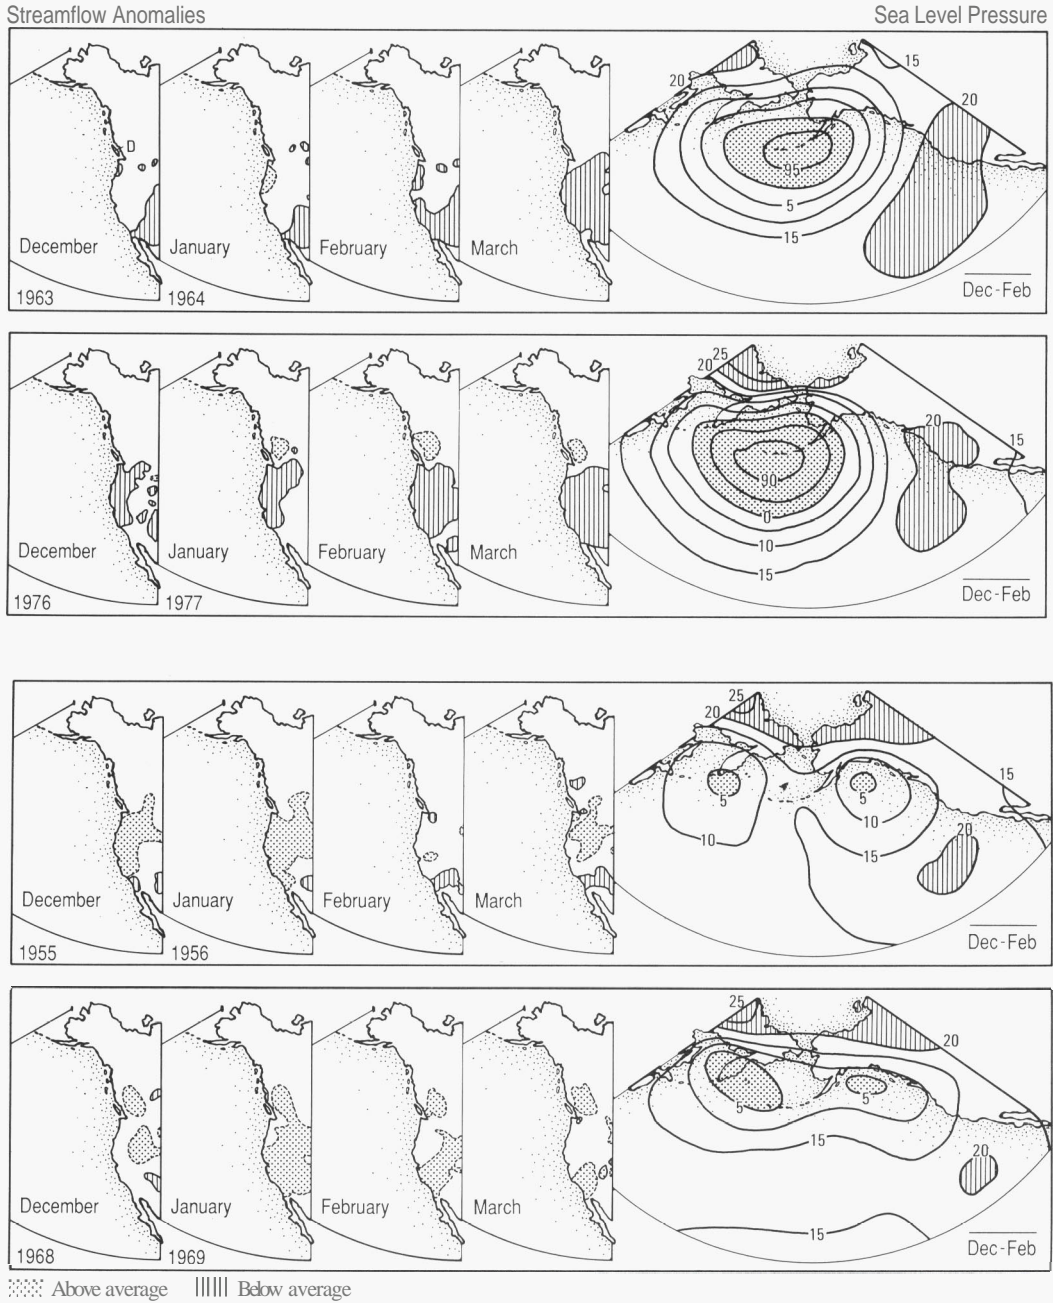 Streamflow Anomalies Sea Level Pressure
20 15
20
D
95
5
December January February March 15
Dec-Feb
1963 1964
20 25
20 15
90
0
December January February March 10
15
Dec-Feb
1976 1977
25
20
15
5 5
10 10 20
15
December January February March
Dec-Feb
1955 1956
25
20
5 5
15
20
December January February March
15
Dec-Feb
1968 1969
Above average Below average